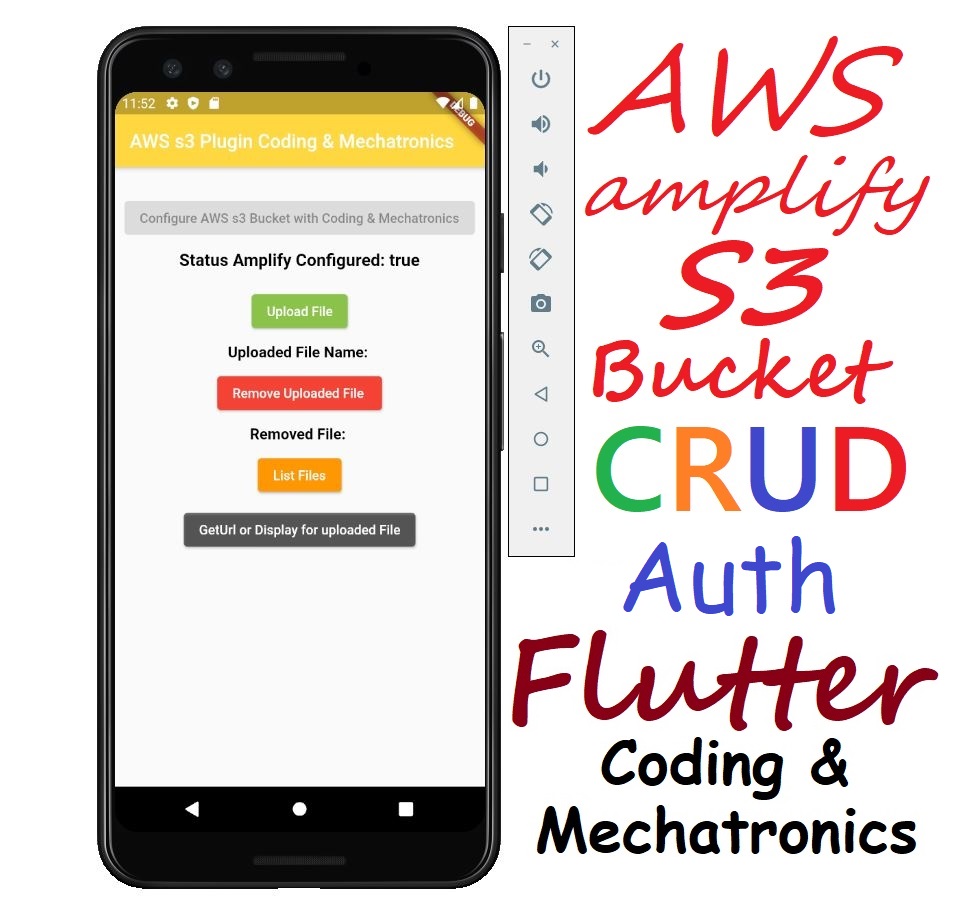 11:52
DEBUG
AWS s3 Plugin Coding & Mechatronics
Configure AWS s3 Bucket with Coding & Mechatronics
Status Amplify Configured: true
Upload File
Uploaded File Name:
Remove Uploaded File
Removed File:
List Files
GetUrl or Display for uploaded File
AWS
amplify
S3
Bucket
CRUD
Auth
Flutter
Coding &
Mechatronics